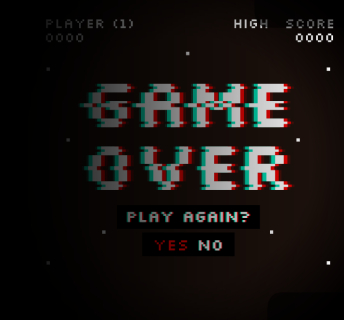 PLAYER (1) HIGH SCORE
0000 0000
GAME
OVER
PLAY AGAIN?
YES NO